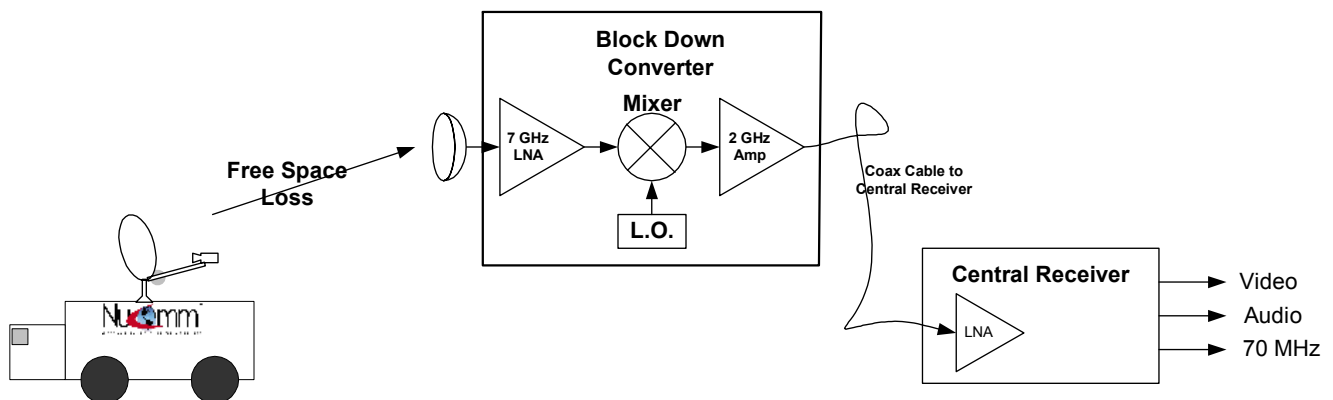 Block Down
Converter
Mixer
7 GHz
LNA
2 GHz
Amp
L.O.
Free Space
Loss
Coax Cable to
Central Receiver
NuComm
Central Receiver
LNA
Video
Audio
70 MHz